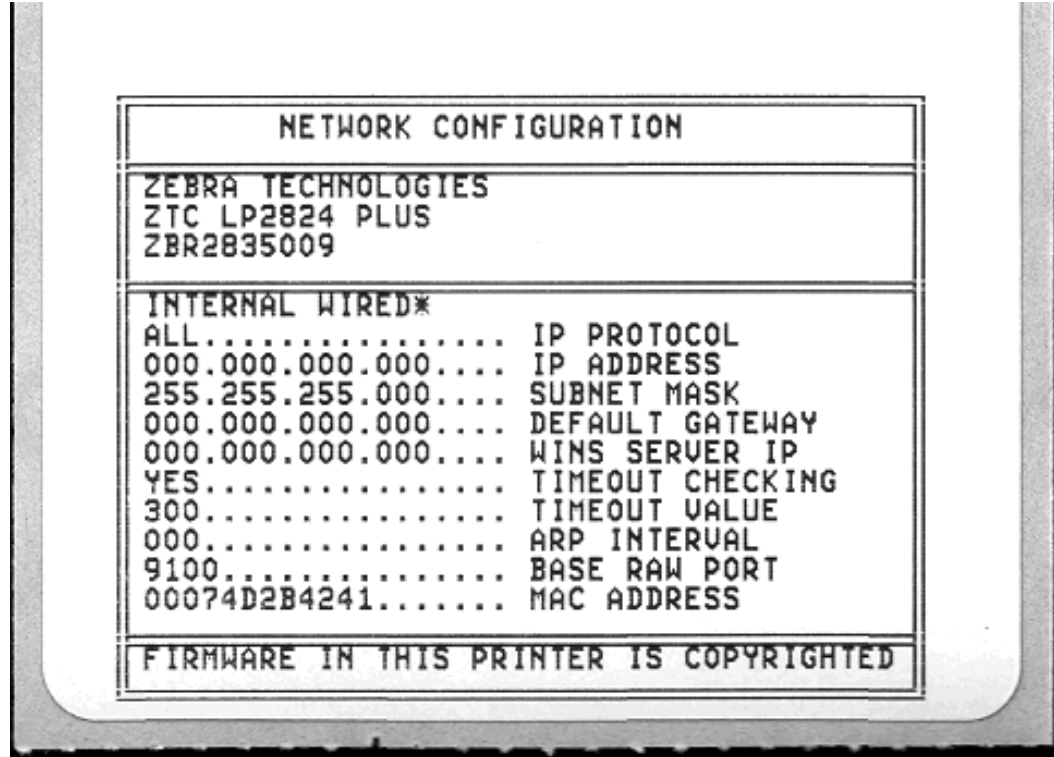 NETWORK CONFIGURATION
ZEBRA TECHNOLOGIES
ZTC LP2824 PLUS
ZBR2835009
INTERNAL WIRED*
ALL................ IP PROTOCOL
000.000.000.000.... IP ADDRESS
255.255.255.000.... SUBNET MASK
000.000.000.000.... DEFAULT GATEWAY
000.000.000.000.... WINS SERVER IP
YES................ TIMEOUT CHECKING
300................ TIMEOUT VALUE
000................ ARP INTERVAL
9100............... BASE RAW PORT
00074D2B4241....... MAC ADDRESS
FIRMWARE IN THIS PRINTER IS COPYRIGHTED